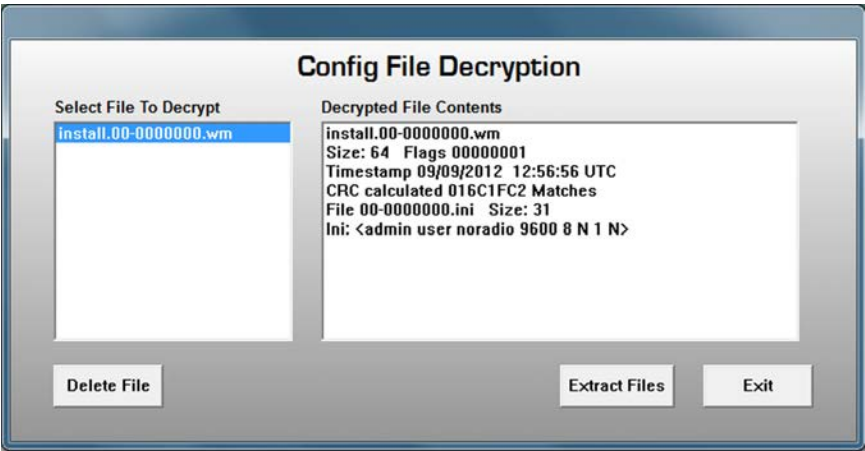 Config File Decryption
Select File To Decrypt
install.00-0000000.wm
Decrypted File Contents
install.00-0000000.wm
Size: 64 Flags 00000001
Timestamp 09/09/2012 12:56:56 UTC
CRC calculated 016C1FC2 Matches
File 00-0000000.ini Size: 31
Ini: <admin user noradio 9600 8 N 1 N>
Delete File
Extract Files
Exit